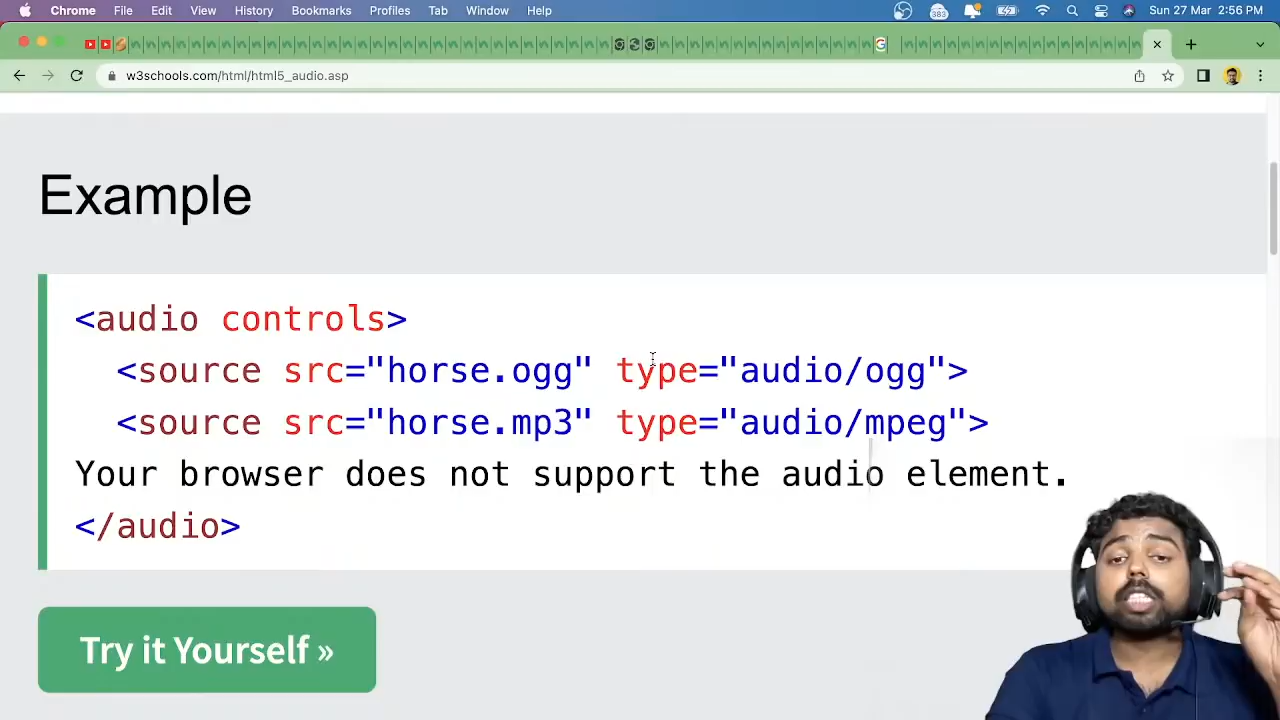 Chrome File Edit View History Bookmarks Profiles Tab Window Help 383 Sun 27 Mar 2:56 PM
w3schools.com/html/html5_audio.asp
Example
<audio controls>
<source src="horse.ogg" type="audio/ogg">
<source src="horse.mp3" type="audio/mpeg">
Your browser does not support the audio element.
</audio>
Try it Yourself »